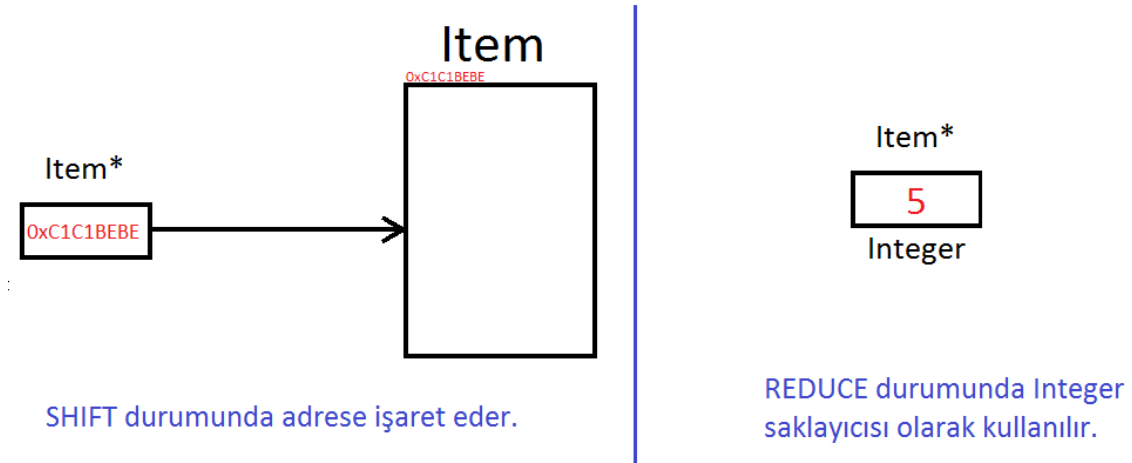 Item
0xC1C1BEBE
Item*
0xC1C1BEBE
:
SHIFT durumunda adrese işaret eder.
Item*
5
Integer
REDUCE durumunda Integer
saklayıcısı olarak kullanılır.